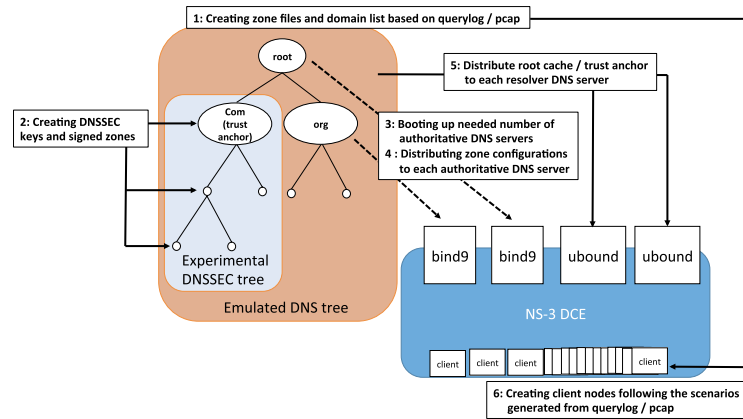 1: Creating zone files and domain list based on querylog / pcap
root
5: Distribute root cache / trust anchor
to each resolver DNS server
2: Creating DNSSEC
keys and signed zones
Com
(trust
anchor)
org
3: Booting up needed number of
authoritative DNS servers
4 : Distributing zone configurations
to each authoritative DNS server
Experimental
DNSSEC tree
Emulated DNS tree
bind9
bind9
ubound
ubound
NS-3 DCE
client
client
client
client
6: Creating client nodes following the scenarios
generated from querylog / pcap